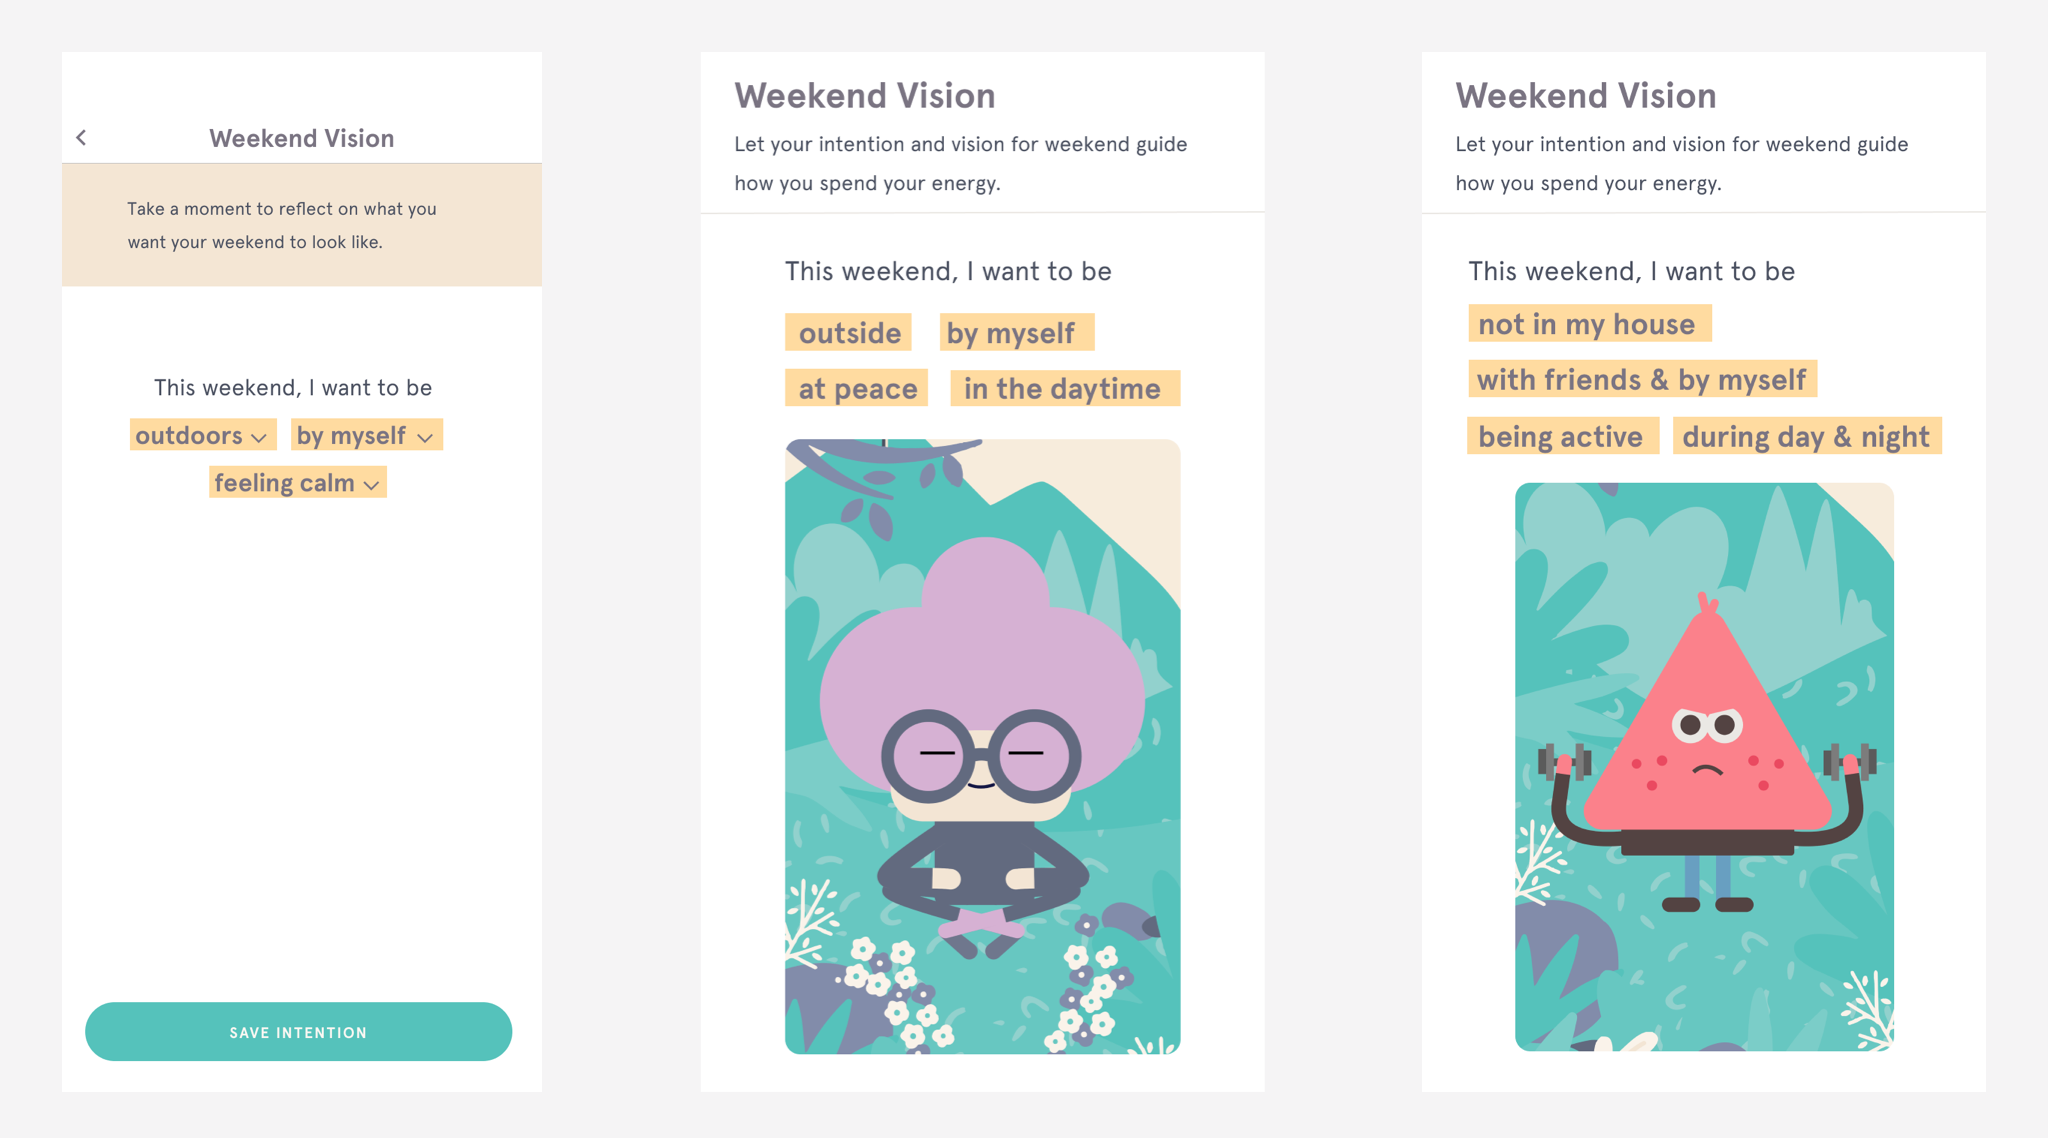 Weekend Vision
Take a moment to reflect on what you
want your weekend to look like.
This weekend, I want to be
outdoors by myself
feeling calm
SAVE INTENTION
Weekend Vision
Let your intention and vision for weekend guide
how you spend your energy.
This weekend, I want to be
outside by myself
at peace in the daytime
Weekend Vision
Let your intention and vision for weekend guide
how you spend your energy.
This weekend, I want to be
not in my house
with friends & by myself
being active during day & night